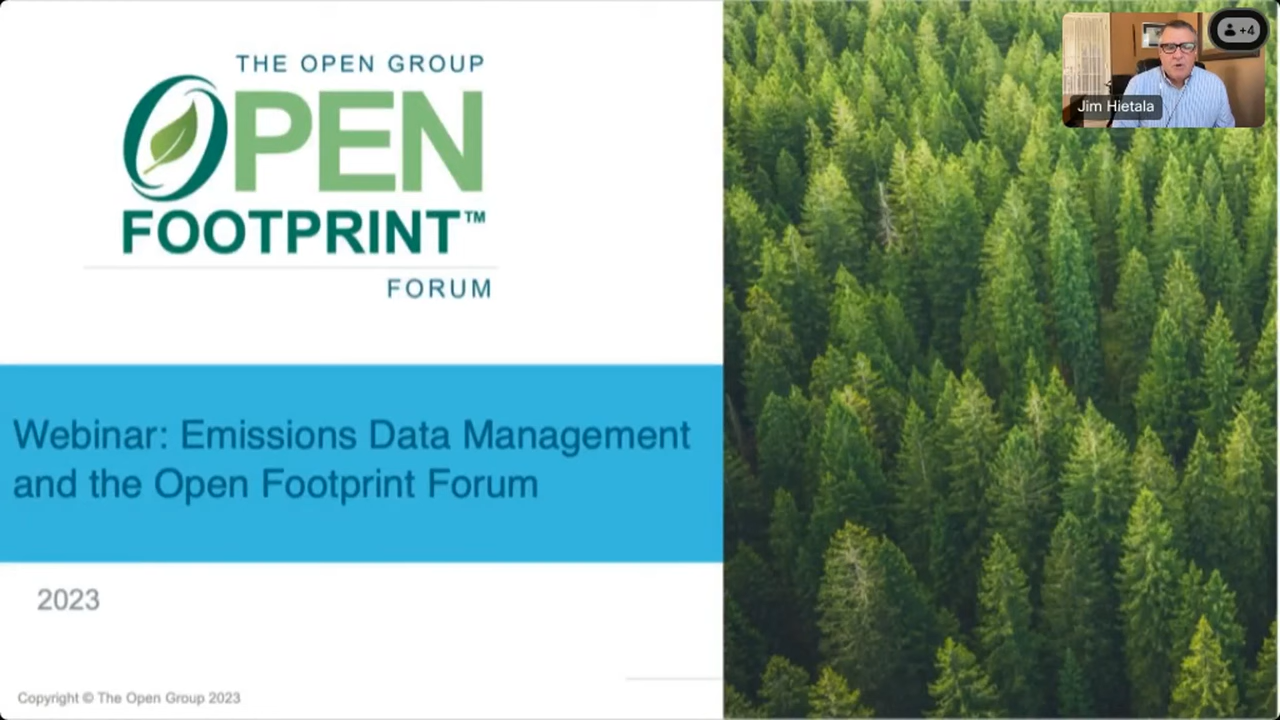 THE OPEN GROUP
OPEN
FOOTPRINT™
FORUM
Webinar: Emissions Data Management
and the Open Footprint Forum
2023
Copyright © The Open Group 2023
+4
Jim Hietala